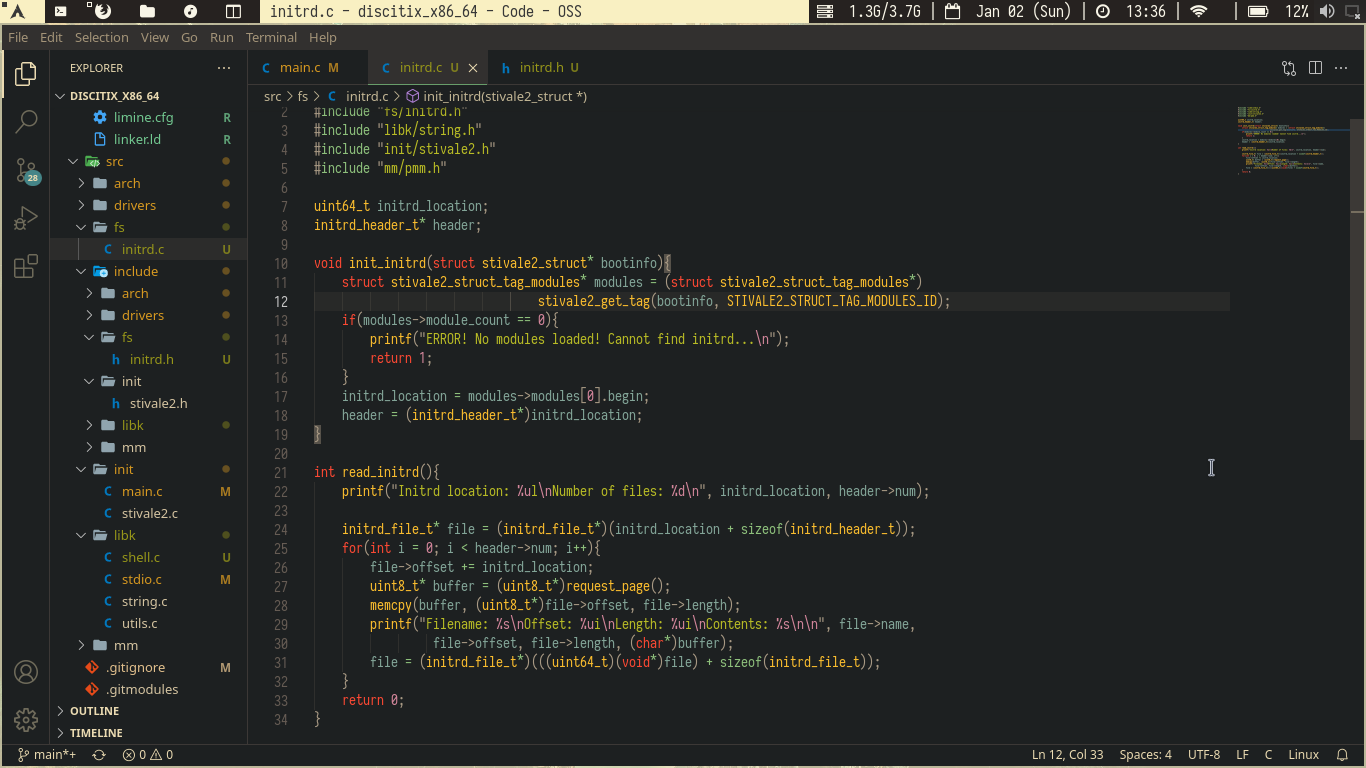 initrd.c - discitix_x86_64 - Code - OSS
1.3G/3.7G | Jan 02 (Sun) | 13:36 | 12%
File Edit Selection View Go Run Terminal Help
EXPLORER
DISCITIX_X86_64
limine.cfg R
linker.ld R
src
arch
drivers
fs
initrd.c U
include
arch
drivers
fs
initrd.h U
init
stivale2.h
libk
mm
init
main.c M
stivale2.c
libk
shell.c U
stdio.c M
string.c
utils.c
mm
.gitignore M
.gitmodules
OUTLINE
TIMELINE
28
C main.c M
C initrd.c U
h initrd.h U
src > fs > C initrd.c > init_initrd(stivale2_struct *)
2 #include "fs/initrd.h"
3 #include "libk/string.h"
4 #include "init/stivale2.h"
5 #include "mm/pmm.h"
6
7 uint64_t initrd_location;
8 initrd_header_t* header;
9
10 void init_initrd(struct stivale2_struct* bootinfo){
11 struct stivale2_struct_tag_modules* modules = (struct stivale2_struct_tag_modules*)
12 stivale2_get_tag(bootinfo, STIVALE2_STRUCT_TAG_MODULES_ID);
13 if(modules->module_count == 0){
14 printf("ERROR! No modules loaded! Cannot find initrd...\n");
15 return 1;
16 }
17 initrd_location = modules->modules[0].begin;
18 header = (initrd_header_t*)initrd_location;
19 }
20
21 int read_initrd(){
22 printf("Initrd location: %ul\nNumber of files: %d\n", initrd_location, header->num);
23
24 initrd_file_t* file = (initrd_file_t*)(initrd_location + sizeof(initrd_header_t));
25 for(int i = 0; i < header->num; i++){
26 file->offset += initrd_location;
27 uint8_t* buffer = (uint8_t*)request_page();
28 memcpy(buffer, (uint8_t*)file->offset, file->length);
29 printf("Filename: %s\nOffset: %ui\nLength: %ui\nContents: %s\n\n", file->name,
30 file->offset, file->length, (char*)buffer);
31 file = (initrd_file_t*)(((uint64_t)(void*)file) + sizeof(initrd_file_t));
32 }
33 return 0;
34 }
main*+ 0 0 Ln 12, Col 33 Spaces: 4 UTF-8 LF C Linux